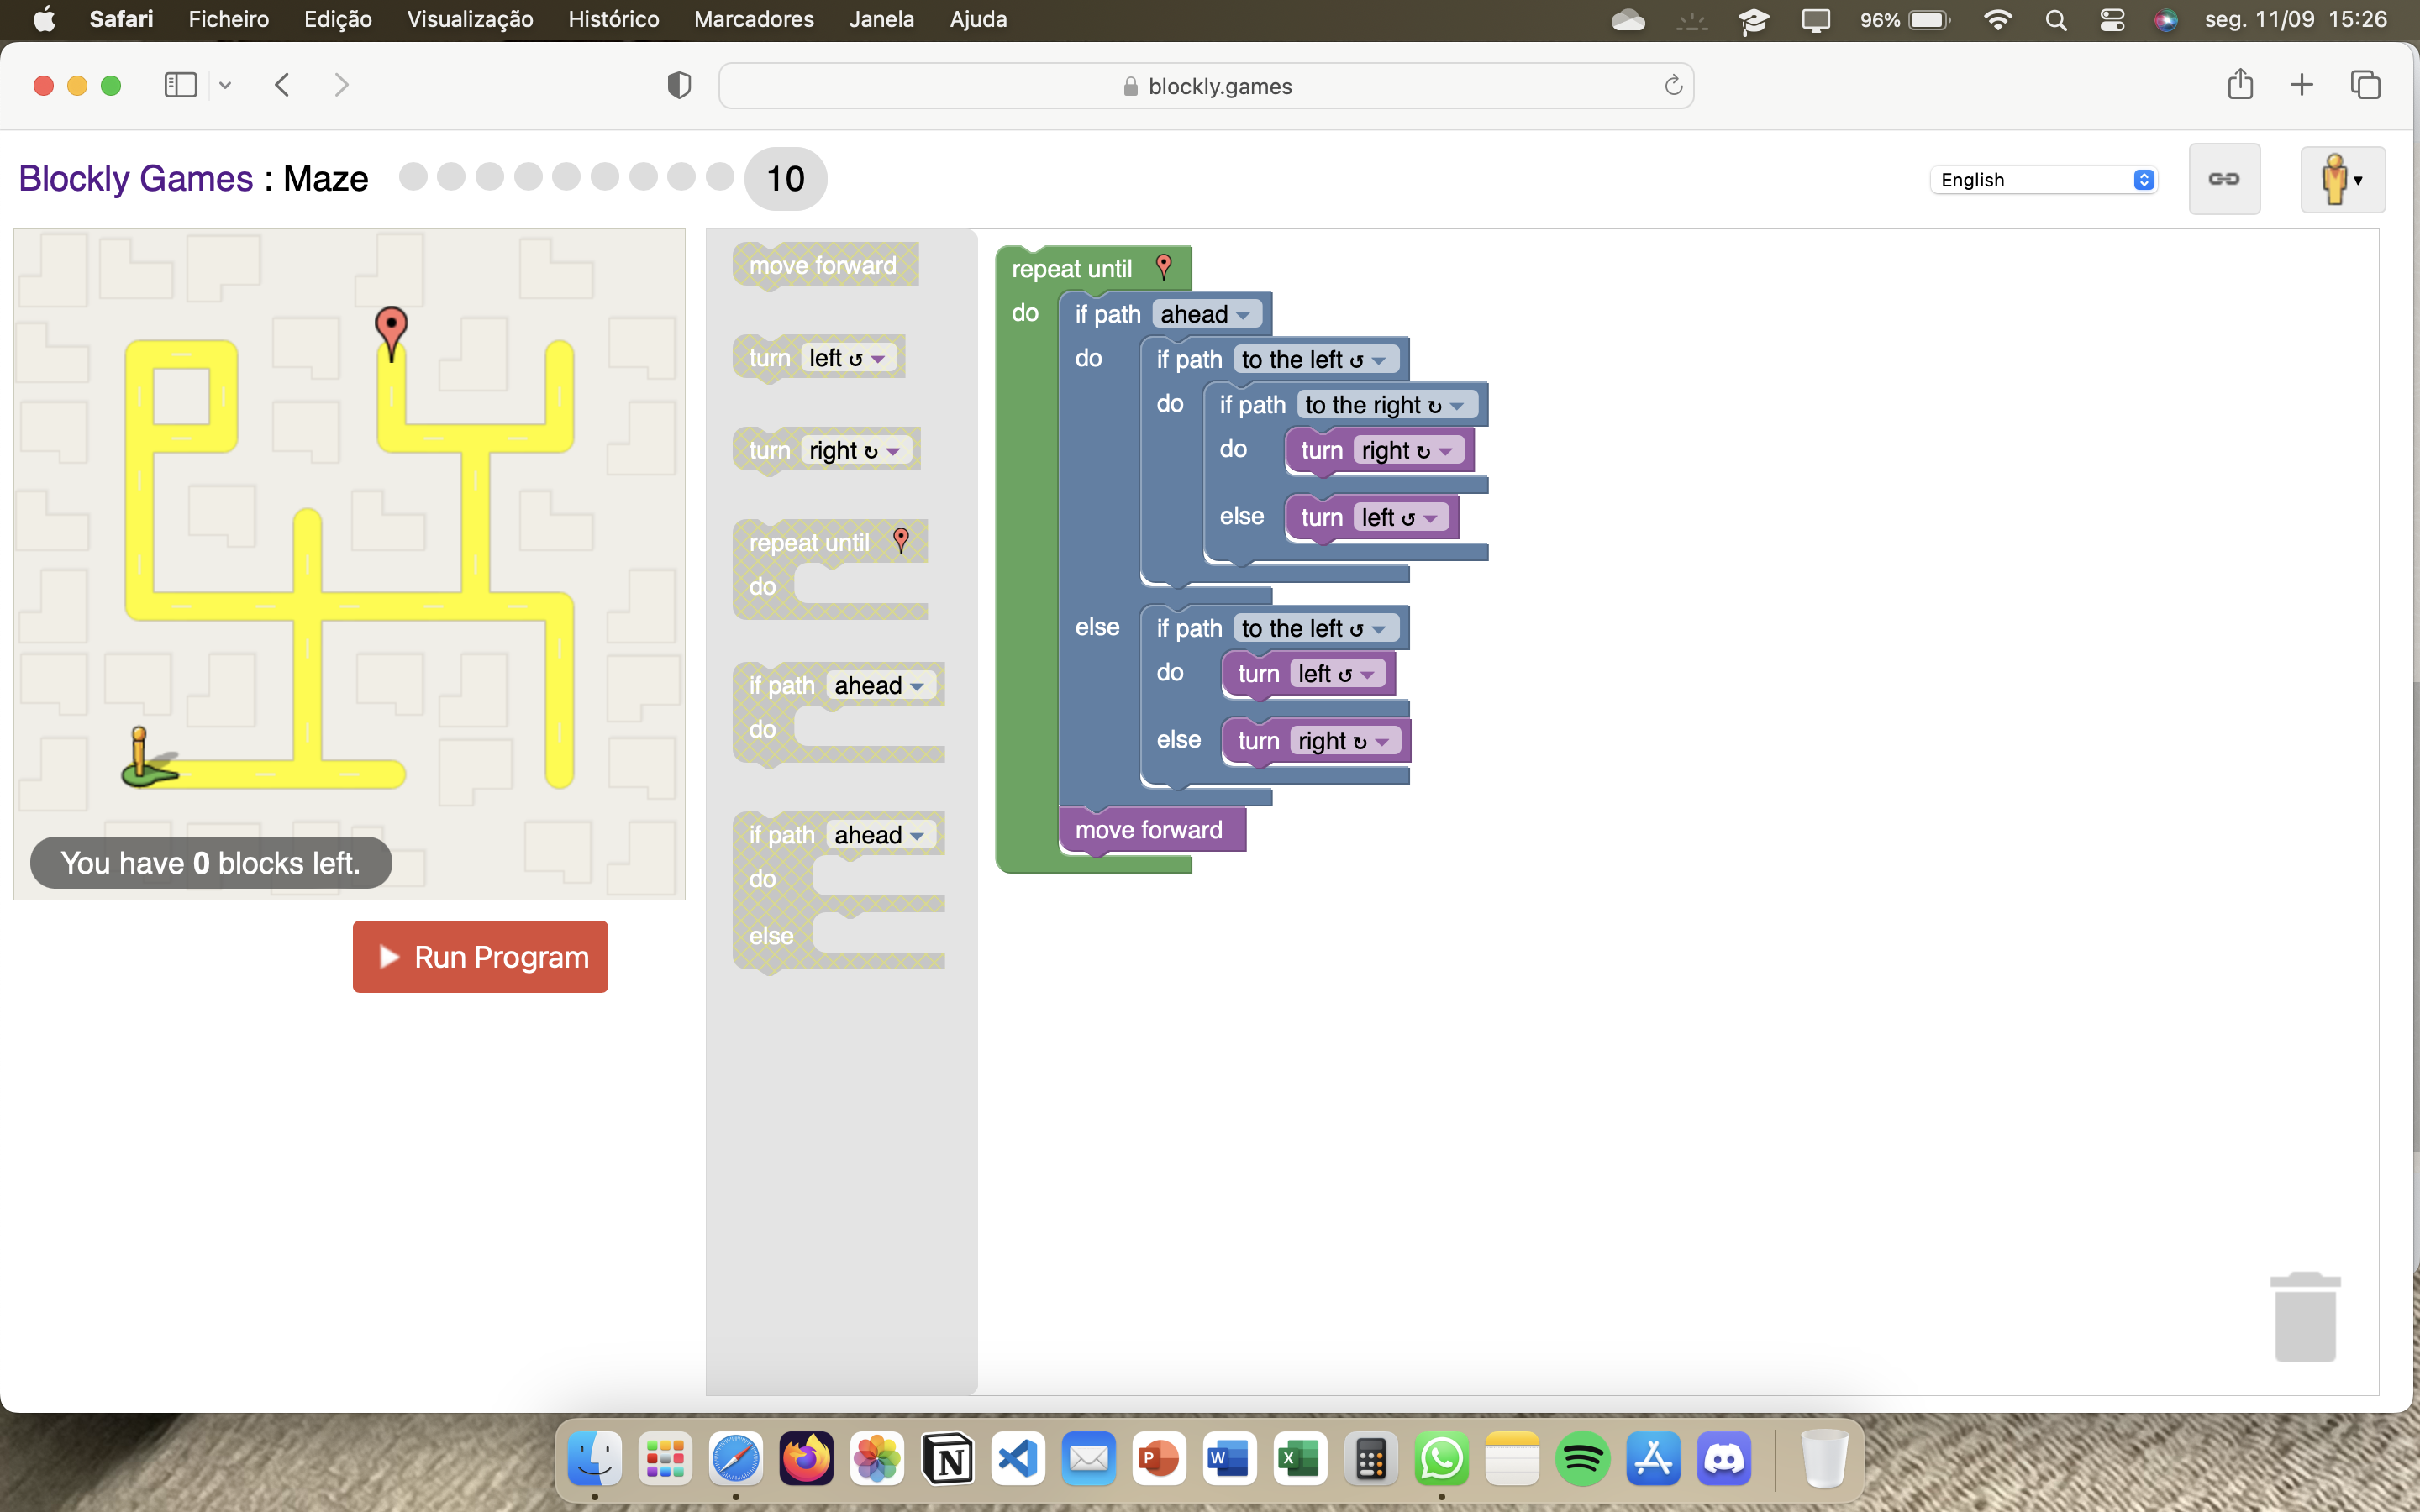 Safari Ficheiro Edição Visualização Histórico Marcadores Janela Ajuda 96% seg. 11/09 15:26
blockly.games
Blockly Games : Maze 10 English ▾
move forward
turn left ↺
turn right ↻
repeat until
do
if path ahead
do
if path ahead
do
else
repeat until
do if path ahead
do if path to the left ↺
do if path to the right ↻
do turn right ↻
else turn left ↺
else if path to the left ↺
do turn left ↺
else turn right ↻
move forward
You have 0 blocks left.
Run Program
N P W X